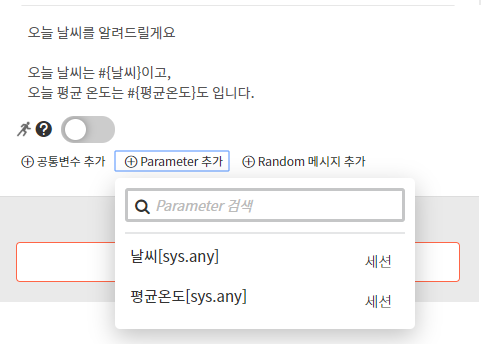 오늘 날씨를 알려드릴게요
오늘 날씨는 #{날씨}이고,
오늘 평균 온도는 #{평균온도}도 입니다.
공통변수 추가 Parameter 추가 Random 메시지 추가
Parameter 검색
날씨[sys.any] 세션
평균온도[sys.any] 세션